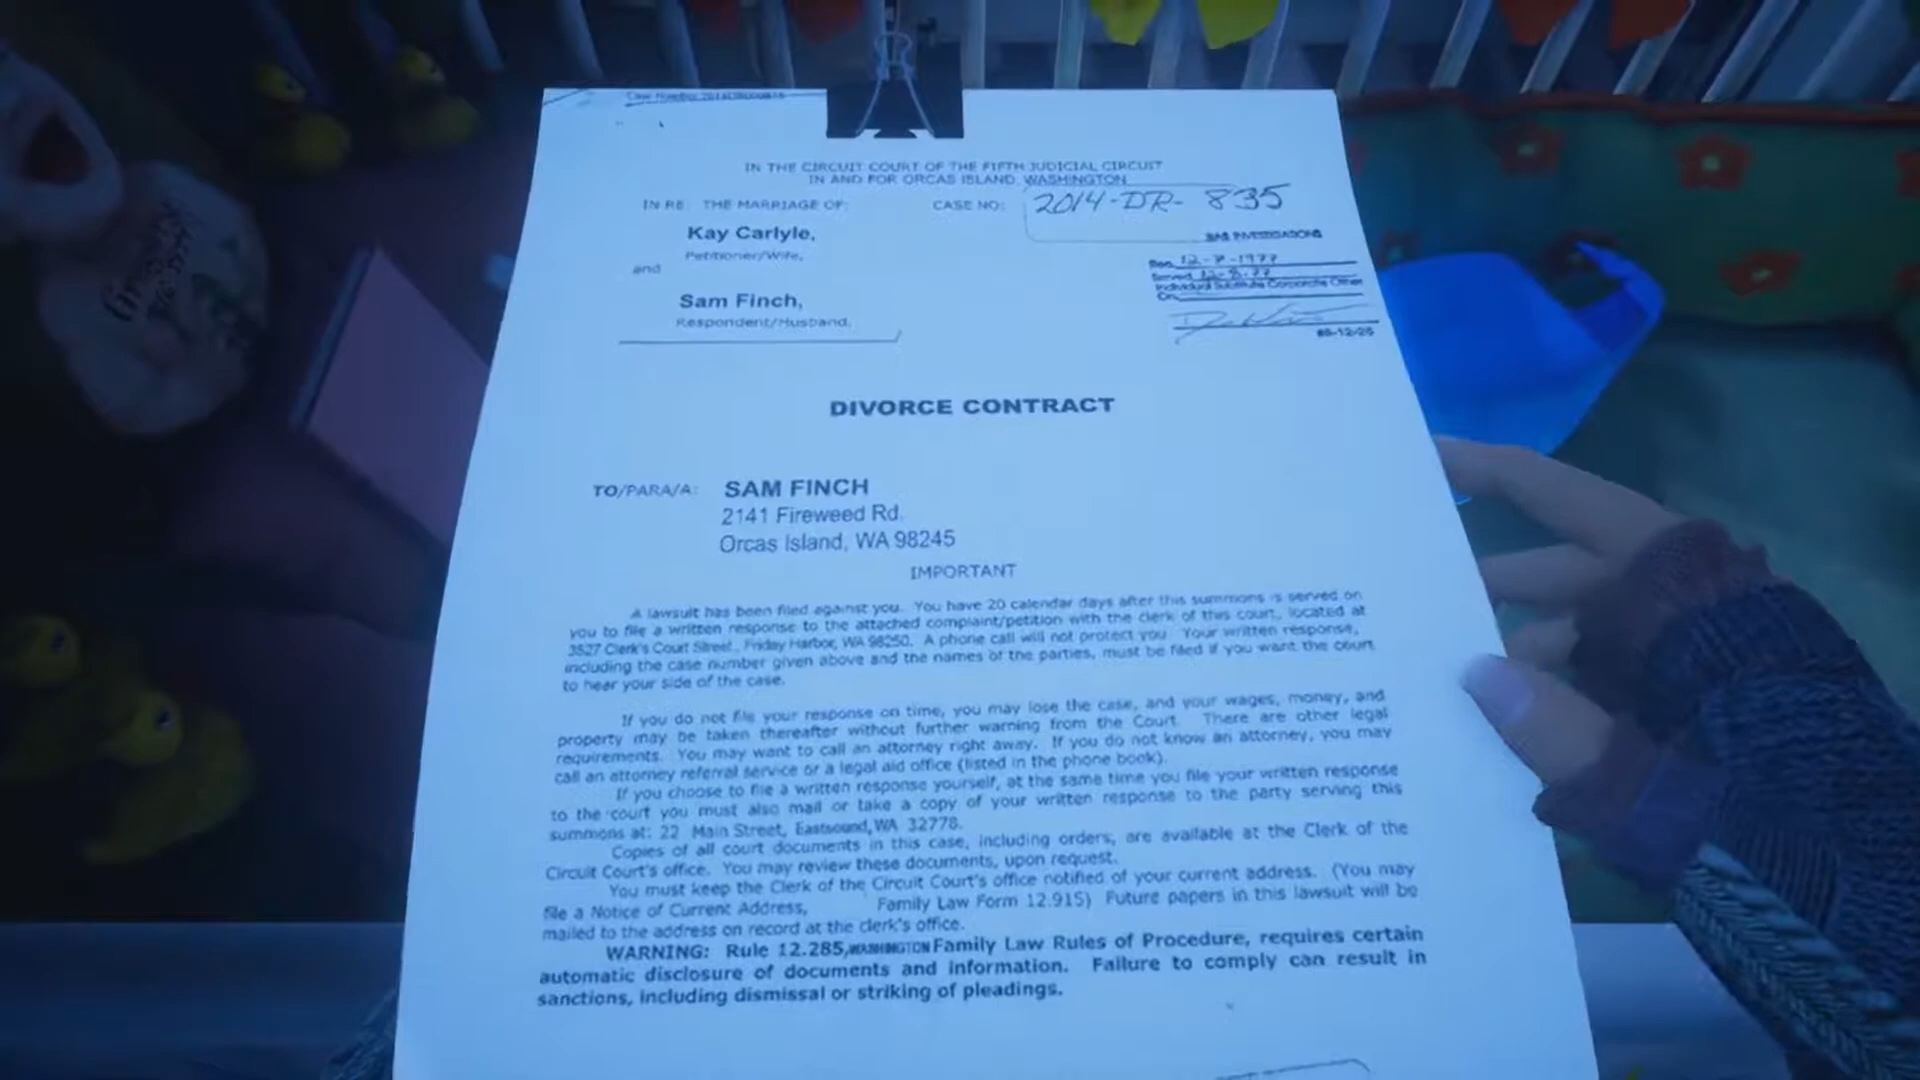 IN THE CIRCUIT COURT OF THE FIFTH JUDICIAL CIRCUIT
IN AND FOR ORCAS ISLAND, WASHINGTON
IN RE: THE MARRIAGE OF:
CASE NO: 2014-DR- 835
Kay Carlyle,
Petitioner/Wife,
and
Sam Finch,
Respondent/Husband.
INVESTIGATIONS
12-7-1977
Served 12-8-77
Individual Substitute Corporate Other
On
DIVORCE CONTRACT
TO/PARA/A: SAM FINCH
2141 Fireweed Rd.
Orcas Island, WA 98245
IMPORTANT
A lawsuit has been filed against you. You have 20 calendar days after this summons is served on
you to file a written response to the attached complaint/petition with the clerk of this court, located at
3527 Clerk's Court Street., Friday Harbor, WA 98250. A phone call will not protect you. Your written response,
including the case number given above and the names of the parties, must be filed if you want the court
to hear your side of the case.
If you do not file your response on time, you may lose the case, and your wages, money, and
property may be taken thereafter without further warning from the Court. There are other legal
requirements. You may want to call an attorney right away. If you do not know an attorney, you may
call an attorney referral service or a legal aid office (listed in the phone book).
If you choose to file a written response yourself, at the same time you file your written response
to the court you must also mail or take a copy of your written response to the party serving this
summons at: 22 Main Street, Eastsound, WA 32778.
Copies of all court documents in this case, including orders, are available at the Clerk of the
Circuit Court's office. You may review these documents, upon request.
You must keep the Clerk of the Circuit Court's office notified of your current address. (You may
file a Notice of Current Address, Family Law Form 12.915) Future papers in this lawsuit will be
mailed to the address on record at the clerk's office.
WARNING: Rule 12.285, WASHINGTON Family Law Rules of Procedure, requires certain
automatic disclosure of documents and information. Failure to comply can result in
sanctions, including dismissal or striking of pleadings.